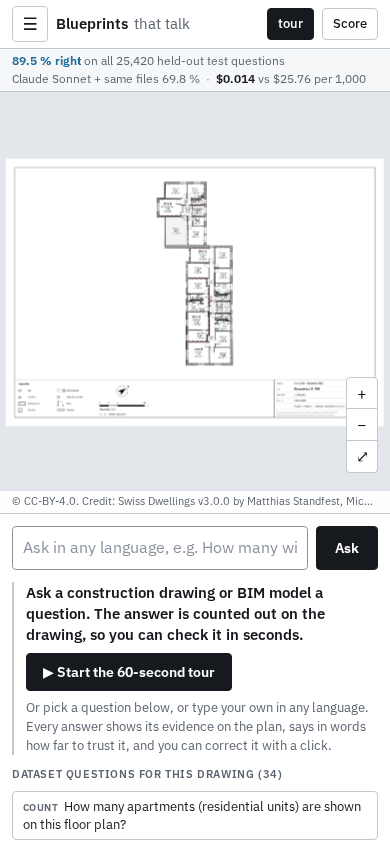 ☰ Blueprints that talk tour Score
89.5 % right on all 25,420 held-out test questions
Claude Sonnet + same files 69.8 % · $0.014 vs $25.76 per 1,000
+
−
⤢
© CC-BY-4.0. Credit: Swiss Dwellings v3.0.0 by Matthias Standfest, Mic...
Ask in any language, e.g. How many wi Ask
Ask a construction drawing or BIM model a
question. The answer is counted out on the
drawing, so you can check it in seconds.
▶ Start the 60-second tour
Or pick a question below, or type your own in any language.
Every answer shows its evidence on the plan, says in words
how far to trust it, and you can correct it with a click.
DATASET QUESTIONS FOR THIS DRAWING (34)
COUNT How many apartments (residential units) are shown
on this floor plan?